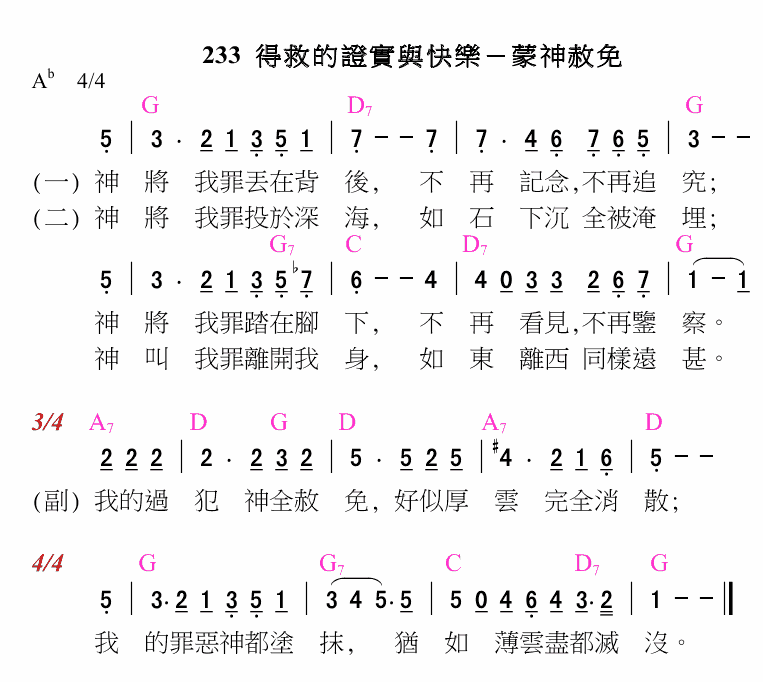 233 得救的證實與快樂－蒙神赦免
A♭ 4/4
G D7 G
5 | 3 · 2 1 3 5 1 | 7 - - 7 | 7 · 4 6 7 6 5 | 3 - -
(一) 神 將 我罪丟在背 後, 不 再 記念,不再追 究;
(二) 神 將 我罪投於深 海, 如 石 下沉 全被淹 埋;
G7 C D7 G
5 | 3 · 2 1 3 5 ♭7 | 6 - - 4 | 4 0 3 3 2 6 7 | 1 - 1
神 將 我罪踏在腳 下, 不 再 看見,不再鑒 察。
神 叫 我罪離開我 身, 如 東 離西 同樣遠 甚。
3/4 A7 D G D A7 D
2 2 2 | 2 · 2 3 2 | 5 · 5 2 5 | ♯4 · 2 1 6 | 5 - -
(副) 我的過 犯 神全赦 免, 好似厚 雲 完全消 散;
4/4 G G7 C D7 G
5 | 3· 2 1 3 5 1 | 3 4 5· 5 | 5 0 4 6 4 3· 2 | 1 - - ‖
我 的罪惡神都塗 抹, 猶 如 薄雲盡都滅 沒。